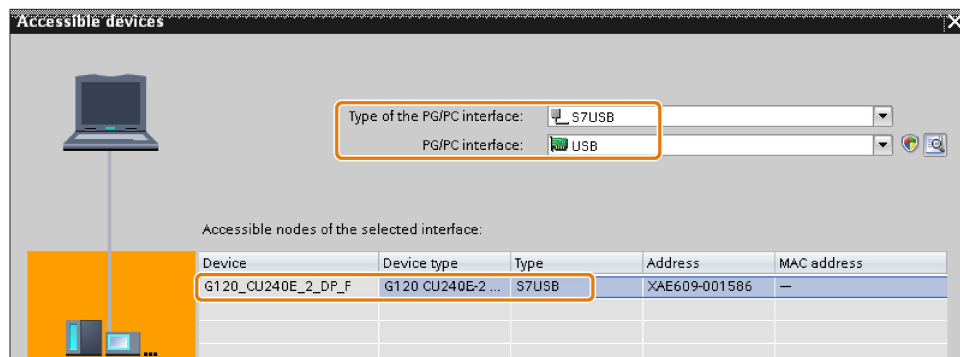 Accessible devices
Type of the PG/PC interface: S7USB
PG/PC interface: USB
Accessible nodes of the selected interface:
Device Device type Type Address MAC address
G120_CU240E_2_DP_F G120 CU240E-2 ... S7USB XAE609-001586 —
...